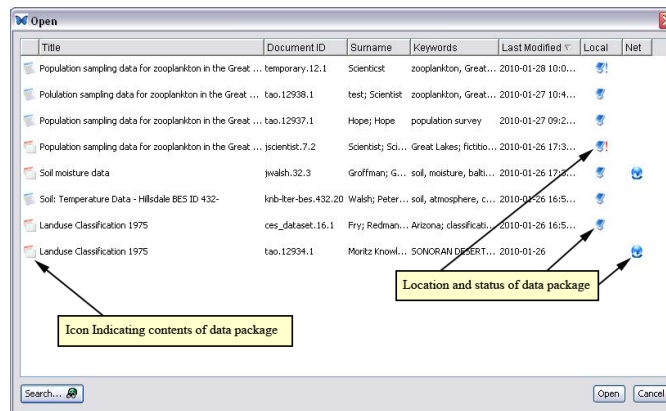 Open
Title Document ID Surname Keywords Last Modified Local Net
Population sampling data for zooplankton in the Great ... temporary.12.1 Scienticst zooplankton, Great... 2010-01-28 10:0...
Polulation sampling data for zooplankton in the Great ... tao.12938.1 test; Scientist zooplankton, Great... 2010-01-27 10:4...
Population sampling data for zooplankton in the Great ... tao.12937.1 Hope; Hope population survey 2010-01-27 09:2...
Population sampling data for zooplankton in the Great ... jscientist.7.2 Scientist; Sci... Great Lakes; fictitio... 2010-01-26 17:3...
Soil moisture data jwalsh.32.3 Groffman; G... soil, moisture, balti... 2010-01-26 17:3...
Soil: Temperature Data - Hillsdale BES ID 432- knb-lter-bes.432.20 Walsh; Peter... soil, atmosphere, c... 2010-01-26 16:5...
Landuse Classification 1975 ces_dataset.16.1 Fry; Redman... Arizona; classificati... 2010-01-26 16:5...
Landuse Classification 1975 tao.12934.1 Moritz Knowl... SONORAN DESERT... 2010-01-26
Location and status of data package
Icon Indicating contents of data package
Search... Open Cancel